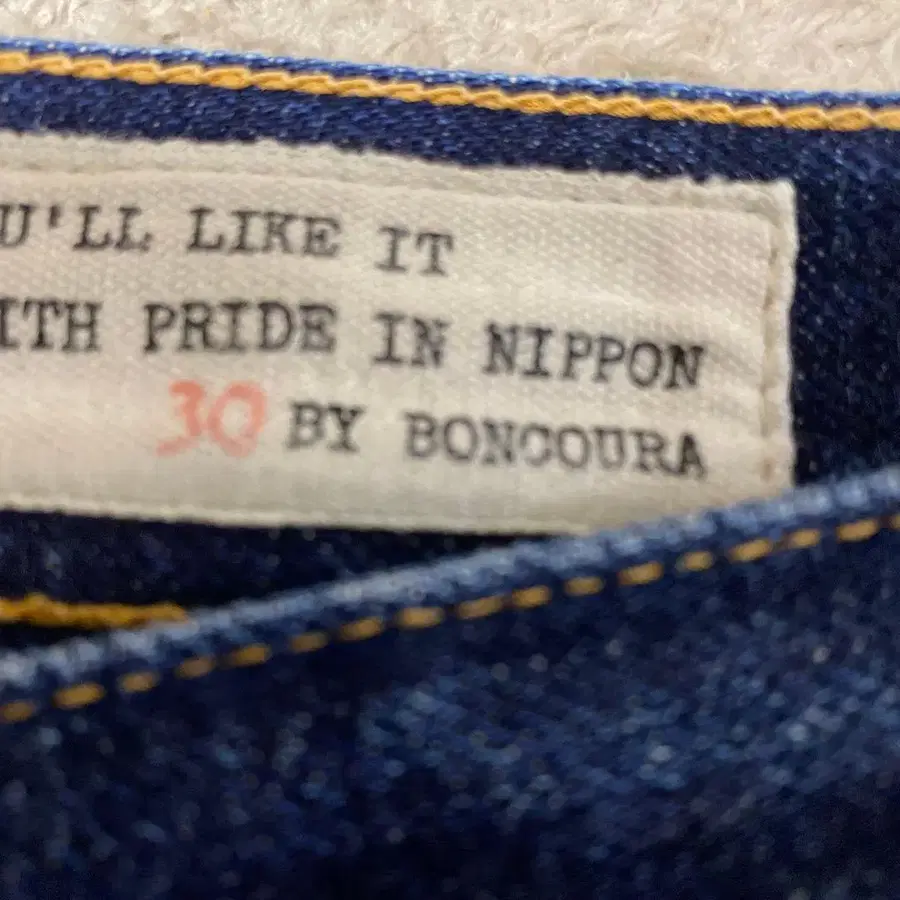 U'LL LIKE IT
ITH PRIDE IN NIPPON
30 BY BONCOURA